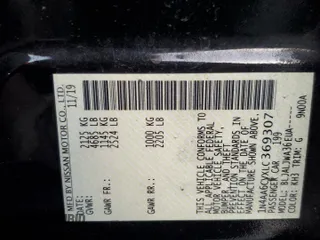 MFD BY NISSAN MOTOR CO., LTD.
11/19
GVWR: 2125 KG
4685 LB
GAWR FR: 1145 KG
2524 LB
GAWR RR: 1000 KG
2205 LB
THIS VEHICLE CONFORMS TO
ALL APPLICABLE FEDERAL
MOTOR VEHICLE SAFETY, BUMPER,
AND THEFT
PREVENTION STANDARDS
IN EFFECT ON THE DATE OF
MANUFACTURE SHOWN ABOVE.
1N4AA6CVXLC369307
PASSENGER CAR 199
MODEL:
COLOR: KH3 TRIM: G
9N00A